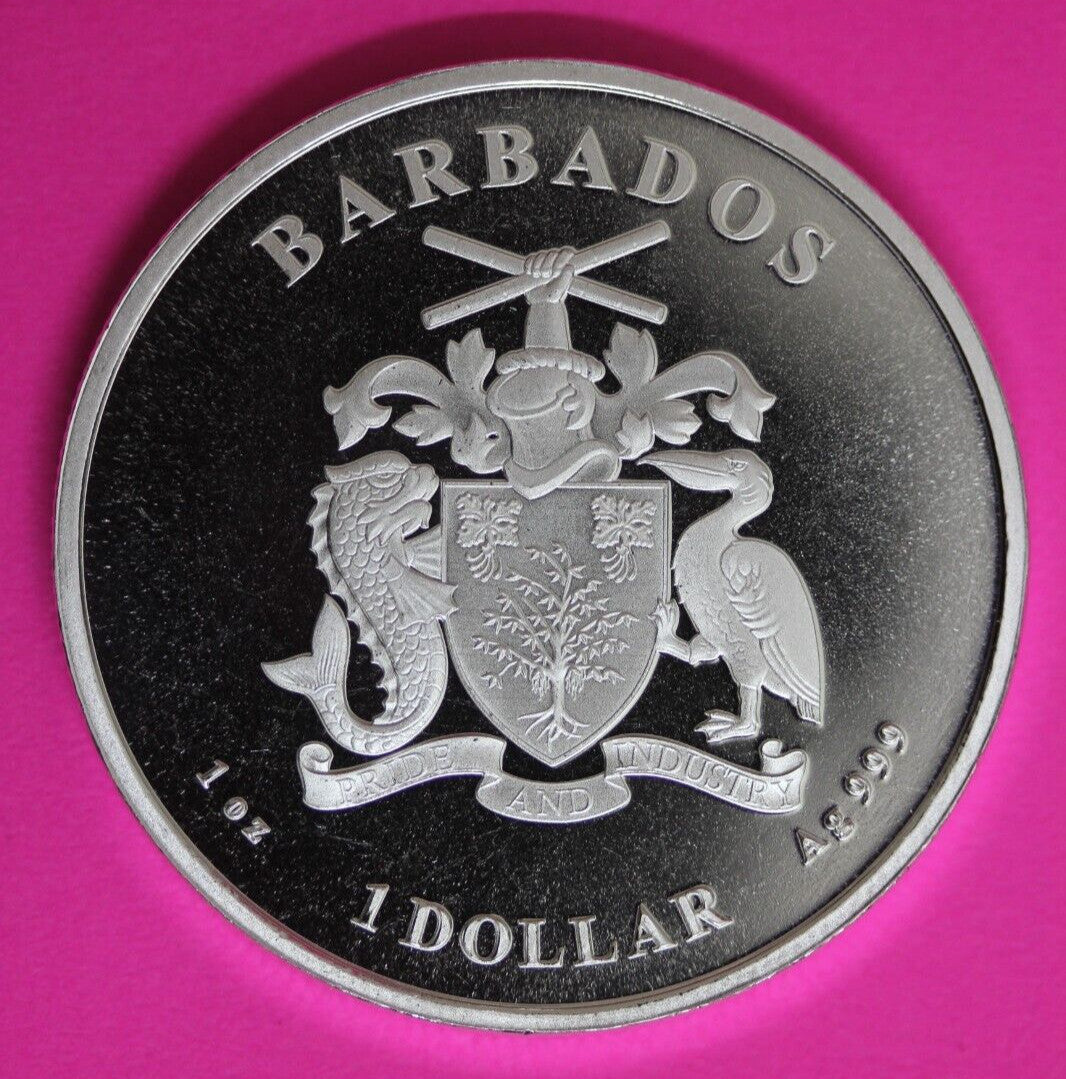 BARBADOS
PRIDE AND INDUSTRY
1 OZ
Ag 999
1 DOLLAR